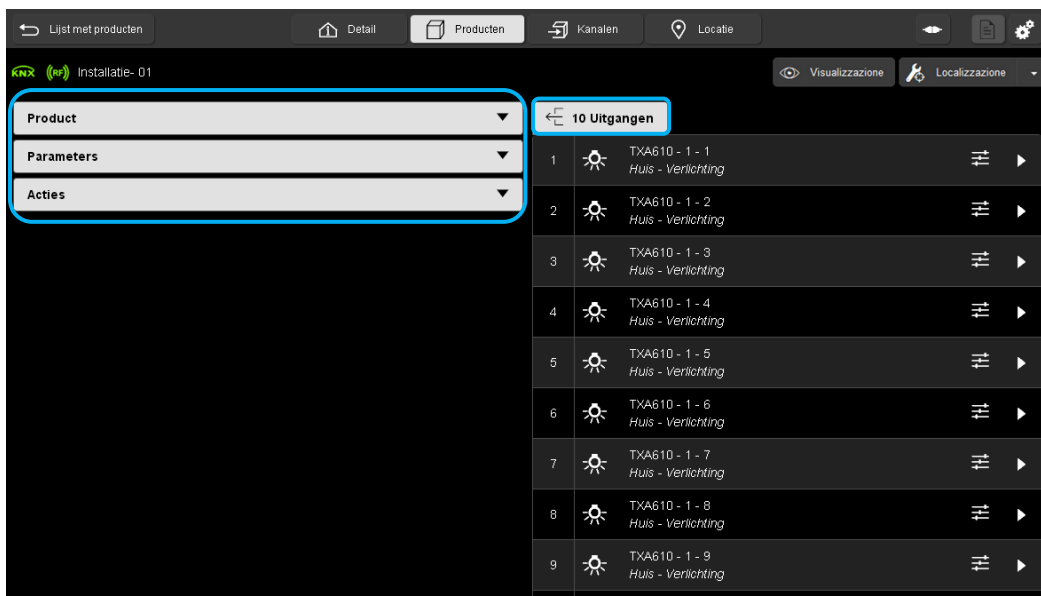 Lijst met producten
Detail
Producten
Kanalen
Locatie
KNX ((RF)) Installatie- 01
Visualizzazione
Localizzazione
Product
Parameters
Acties
10 Uitgangen
1 TXA610 - 1 - 1
Huis - Verlichting
2 TXA610 - 1 - 2
Huis - Verlichting
3 TXA610 - 1 - 3
Huis - Verlichting
4 TXA610 - 1 - 4
Huis - Verlichting
5 TXA610 - 1 - 5
Huis - Verlichting
6 TXA610 - 1 - 6
Huis - Verlichting
7 TXA610 - 1 - 7
Huis - Verlichting
8 TXA610 - 1 - 8
Huis - Verlichting
9 TXA610 - 1 - 9
Huis - Verlichting